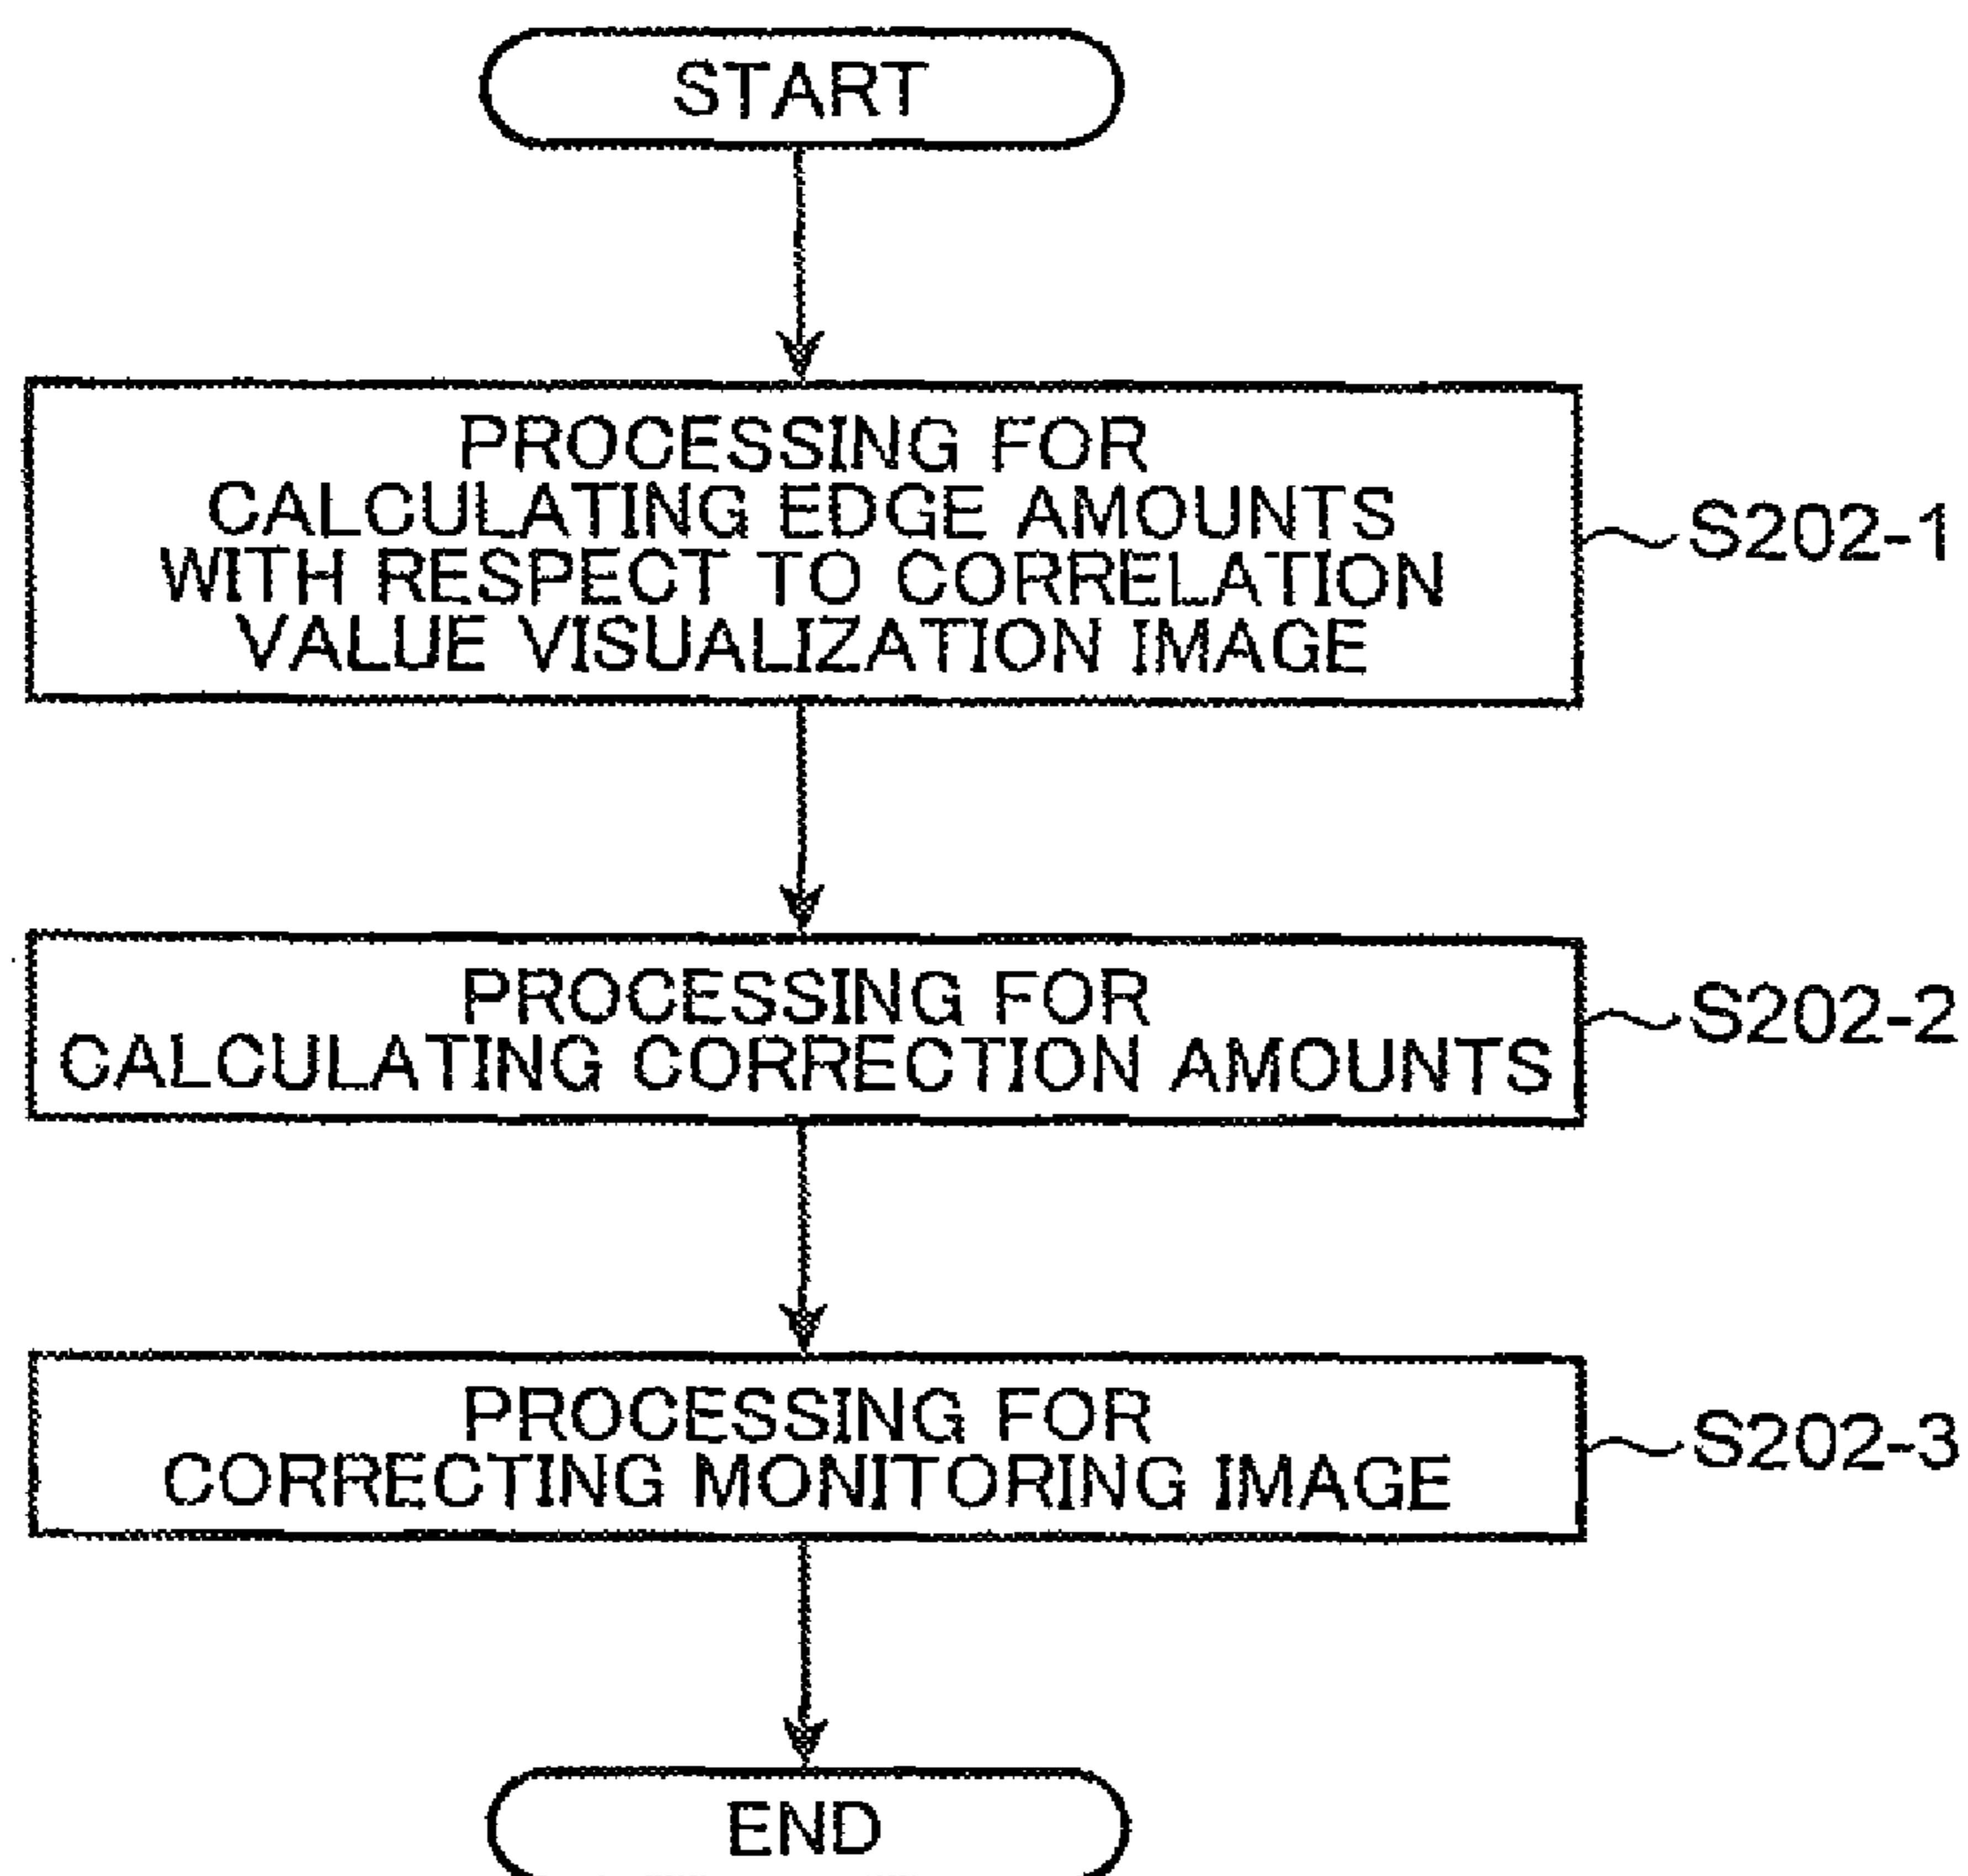 START
PROCESSING FOR
CALCULATING EDGE AMOUNTS
WITH RESPECT TO CORRELATION
VALUE VISUALIZATION IMAGE
S202-1
PROCESSING FOR
CALCULATING CORRECTION AMOUNTS
S202-2
PROCESSING FOR
CORRECTING MONITORING IMAGE
S202-3
END